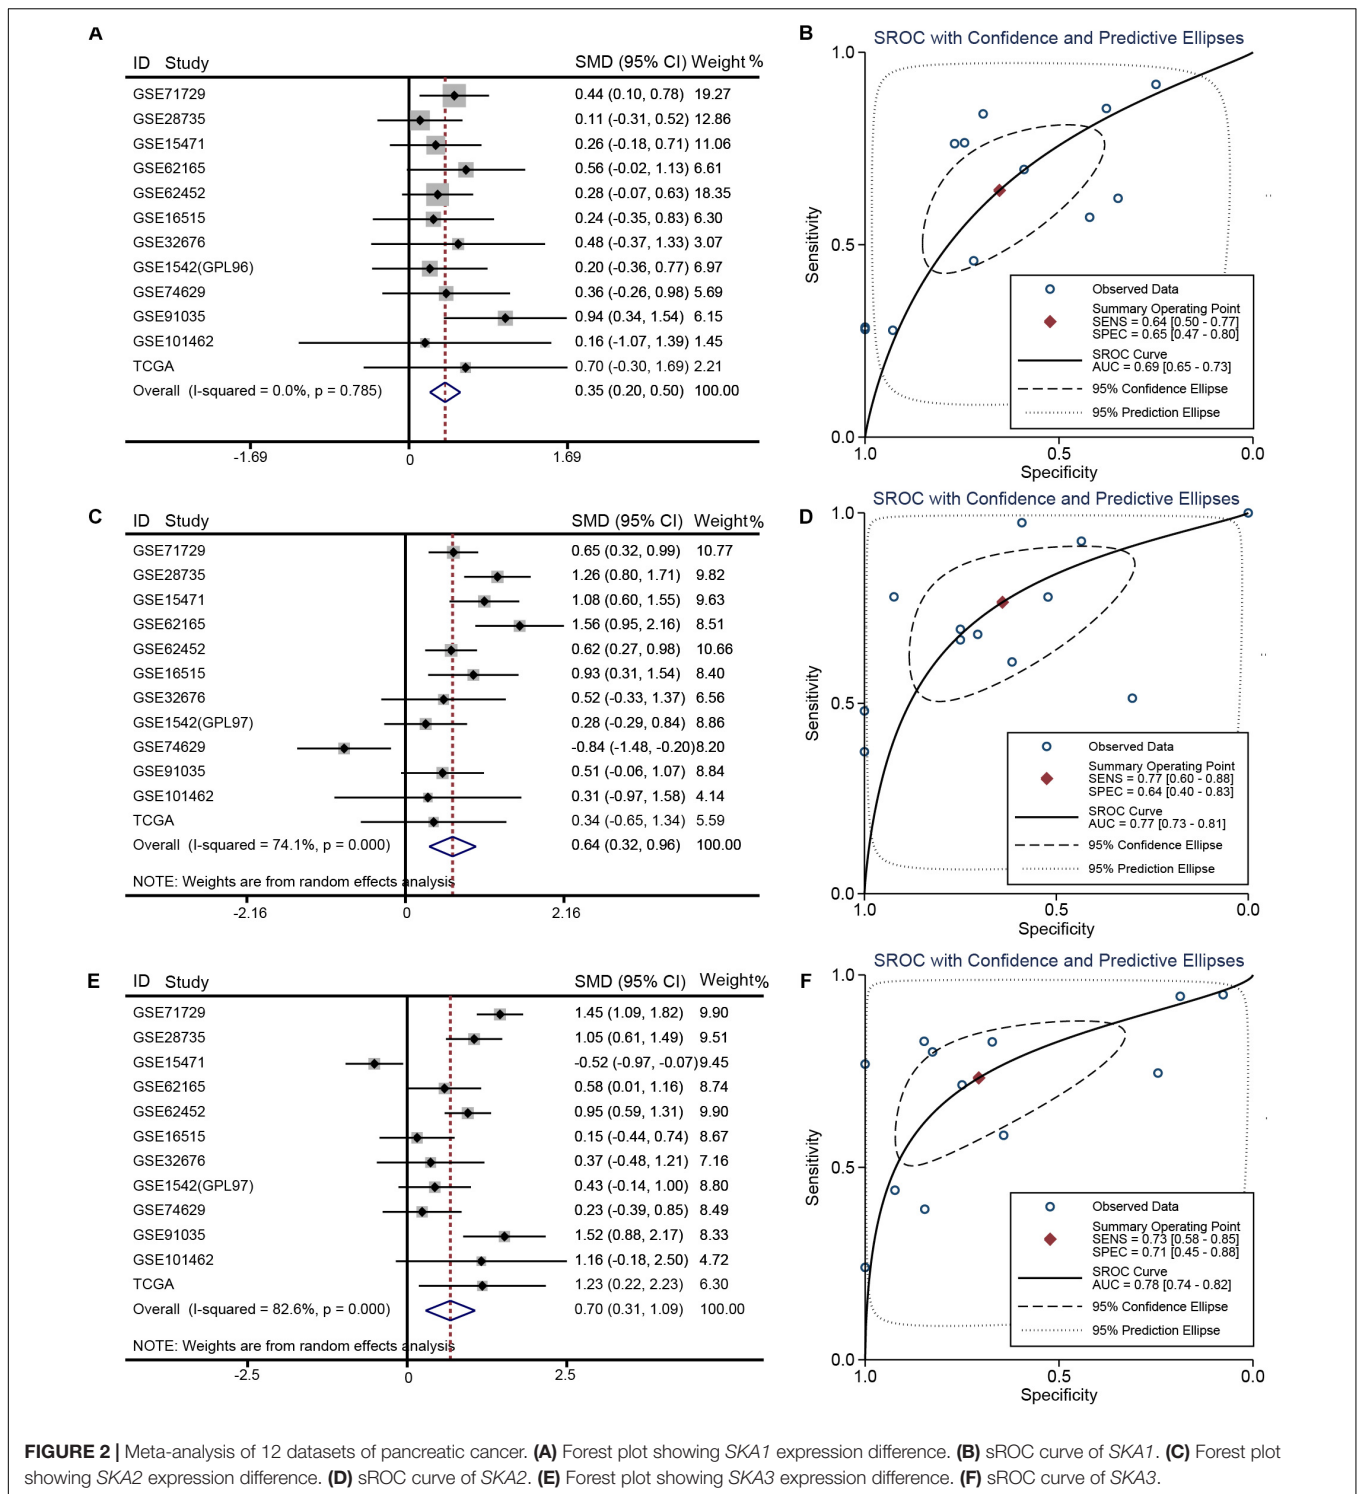 A
ID Study SMD (95% CI) Weight %
GSE71729 0.44 (0.10, 0.78) 19.27
GSE28735 0.11 (-0.31, 0.52) 12.86
GSE15471 0.26 (-0.18, 0.71) 11.06
GSE62165 0.56 (-0.02, 1.13) 6.61
GSE62452 0.28 (-0.07, 0.63) 18.35
GSE16515 0.24 (-0.35, 0.83) 6.30
GSE32676 0.48 (-0.37, 1.33) 3.07
GSE1542(GPL96) 0.20 (-0.36, 0.77) 6.97
GSE74629 0.36 (-0.26, 0.98) 5.69
GSE91035 0.94 (0.34, 1.54) 6.15
GSE101462 0.16 (-1.07, 1.39) 1.45
TCGA 0.70 (-0.30, 1.69) 2.21
Overall (I-squared = 0.0%, p = 0.785) 0.35 (0.20, 0.50) 100.00
-1.69 0 1.69
B
SROC with Confidence and Predictive Ellipses
1.0
0.5
0.0
Sensitivity
Observed Data
Summary Operating Point
SENS = 0.64 [0.50 - 0.77]
SPEC = 0.65 [0.47 - 0.80]
SROC Curve
AUC = 0.69 [0.65 - 0.73]
95% Confidence Ellipse
95% Prediction Ellipse
1.0 0.5 0.0
Specificity
C
ID Study SMD (95% CI) Weight%
GSE71729 0.65 (0.32, 0.99) 10.77
GSE28735 1.26 (0.80, 1.71) 9.82
GSE15471 1.08 (0.60, 1.55) 9.63
GSE62165 1.56 (0.95, 2.16) 8.51
GSE62452 0.62 (0.27, 0.98) 10.66
GSE16515 0.93 (0.31, 1.54) 8.40
GSE32676 0.52 (-0.33, 1.37) 6.56
GSE1542(GPL97) 0.28 (-0.29, 0.84) 8.86
GSE74629 -0.84 (-1.48, -0.20) 8.20
GSE91035 0.51 (-0.06, 1.07) 8.84
GSE101462 0.31 (-0.97, 1.58) 4.14
TCGA 0.34 (-0.65, 1.34) 5.59
Overall (I-squared = 74.1%, p = 0.000) 0.64 (0.32, 0.96) 100.00
NOTE: Weights are from random effects analysis
-2.16 0 2.16
D
SROC with Confidence and Predictive Ellipses
1.0
0.5
0.0
Sensitivity
Observed Data
Summary Operating Point
SENS = 0.77 [0.60 - 0.88]
SPEC = 0.64 [0.40 - 0.83]
SROC Curve
AUC = 0.77 [0.73 - 0.81]
95% Confidence Ellipse
95% Prediction Ellipse
1.0 0.5 0.0
Specificity
E
ID Study SMD (95% CI) Weight%
GSE71729 1.45 (1.09, 1.82) 9.90
GSE28735 1.05 (0.61, 1.49) 9.51
GSE15471 -0.52 (-0.97, -0.07) 9.45
GSE62165 0.58 (0.01, 1.16) 8.74
GSE62452 0.95 (0.59, 1.31) 9.90
GSE16515 0.15 (-0.44, 0.74) 8.67
GSE32676 0.37 (-0.48, 1.21) 7.16
GSE1542(GPL97) 0.43 (-0.14, 1.00) 8.80
GSE74629 0.23 (-0.39, 0.85) 8.49
GSE91035 1.52 (0.88, 2.17) 8.33
GSE101462 1.16 (-0.18, 2.50) 4.72
TCGA 1.23 (0.22, 2.23) 6.30
Overall (I-squared = 82.6%, p = 0.000) 0.70 (0.31, 1.09) 100.00
NOTE: Weights are from random effects analysis
-2.5 0 2.5
F
SROC with Confidence and Predictive Ellipses
1.0
0.5
0.0
Sensitivity
Observed Data
Summary Operating Point
SENS = 0.73 [0.58 - 0.85]
SPEC = 0.71 [0.45 - 0.88]
SROC Curve
AUC = 0.78 [0.74 - 0.82]
95% Confidence Ellipse
95% Prediction Ellipse
1.0 0.5 0.0
Specificity
FIGURE 2 | Meta-analysis of 12 datasets of pancreatic cancer. (A) Forest plot showing SKA1 expression difference. (B) sROC curve of SKA1. (C) Forest plot
showing SKA2 expression difference. (D) sROC curve of SKA2. (E) Forest plot showing SKA3 expression difference. (F) sROC curve of SKA3.